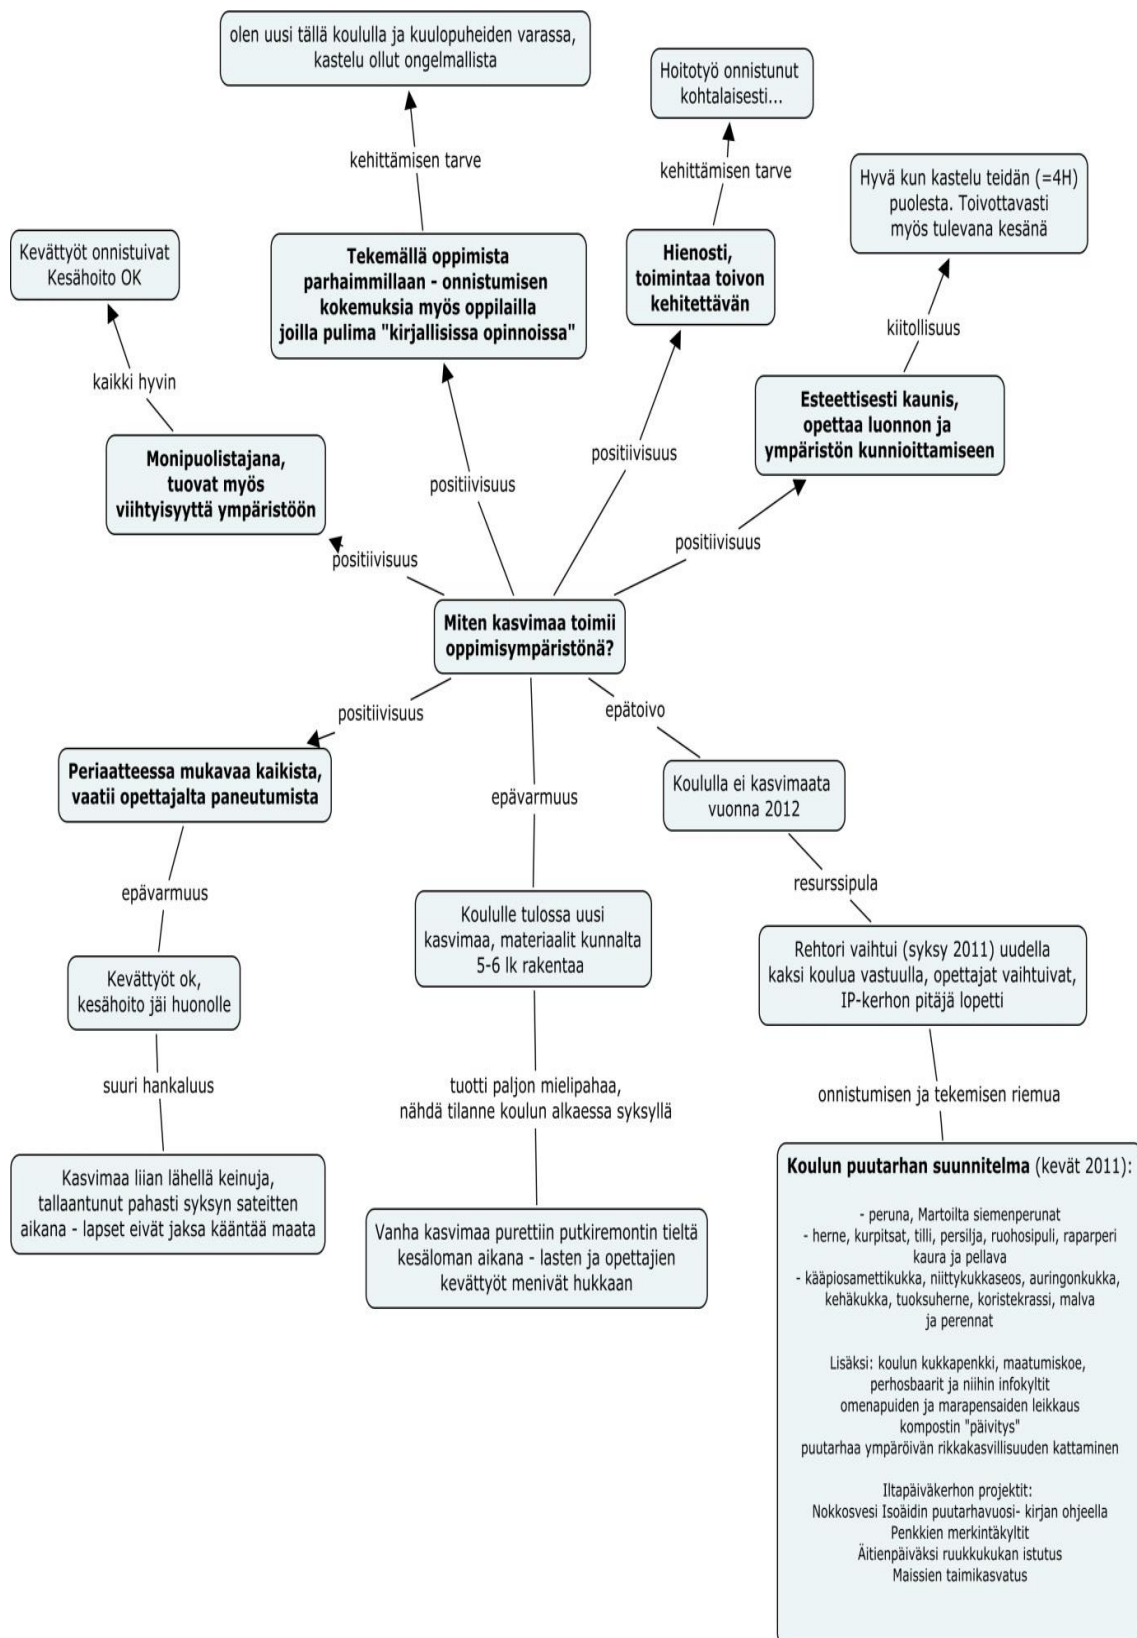 olen uusi tällä koululla ja kuulopuheiden varassa,
kastelu ollut ongelmallista
Hoitotyö onnistunut
kohtalaisesti...
kehittämisen tarve
kehittämisen tarve
Hyvä kun kastelu teidän (=4H)
puolesta. Toivottavasti
myös tulevana kesänä
Kevättyöt onnistuivat
Kesähoito OK
Tekemällä oppimista
parhaimmillaan - onnistumisen
kokemuksia myös oppilailla
joilla pulima "kirjallisissa opinnoissa"
Hienosti,
toimintaa toivon
kehitettävän
kiitollisuus
kaikki hyvin
Esteettisesti kaunis,
opettaa luonnon ja
ympäristön kunnioittamiseen
Monipuolistajana,
tuovat myös
viihtyisyyttä ympäristöön
positiivisuus
positiivisuus
positiivisuus
positiivisuus
Miten kasvimaa toimii
oppimisympäristönä?
positiivisuus
epätoivo
Periaatteessa mukavaa kaikista,
vaatii opettajalta paneutumista
epävarmuus
Koululla ei kasvimaata
vuonna 2012
epävarmuus
resurssipula
Koululle tulossa uusi
kasvimaa, materiaalit kunnalta
5-6 lk rakentaa
Kevättyöt ok,
kesähoito jäi huonolle
Rehtori vaihtui (syksy 2011) uudella
kaksi koulua vastuulla, opettajat vaihtuivat,
IP-kerhon pitäjä lopetti
suuri hankaluus
tuotti paljon mielipahaa,
nähdä tilanne koulun alkaessa syksyllä
onnistumisen ja tekemisen riemua
Kasvimaa liian lähellä keinuja,
tallaantunut pahasti syksyn sateitten
aikana - lapset eivät jaksa kääntää maata
Vanha kasvimaa purettiin putkiremontin tieltä
kesäloman aikana - lasten ja opettajien
kevättyöt menivät hukkaan
Koulun puutarhan suunnitelma (kevät 2011):
- peruna, Martoilta siemenperunat
- herne, kurpitsat, tilli, persilja, ruohosipuli, raparperi
kaura ja pellava
- kääpiosamettikukka, niittykukkaseos, auringonkukka,
kehäkukka, tuoksuherne, koristekrassi, malva
ja perennat
Lisäksi: koulun kukkapenkki, maatumiskoe,
perhosbaarit ja niihin infokyltit
omenapuiden ja marapensaiden leikkaus
kompostin "päivitys"
puutarhaa ympäröivän rikkakasvillisuuden kattaminen
Iltapäiväkerhon projektit:
Nokkosvesi Isoäidin puutarhavuosi- kirjan ohjeella
Penkkien merkintäkyltit
Äitienpäiväksi ruukkukukan istutus
Maissien taimikasvatus